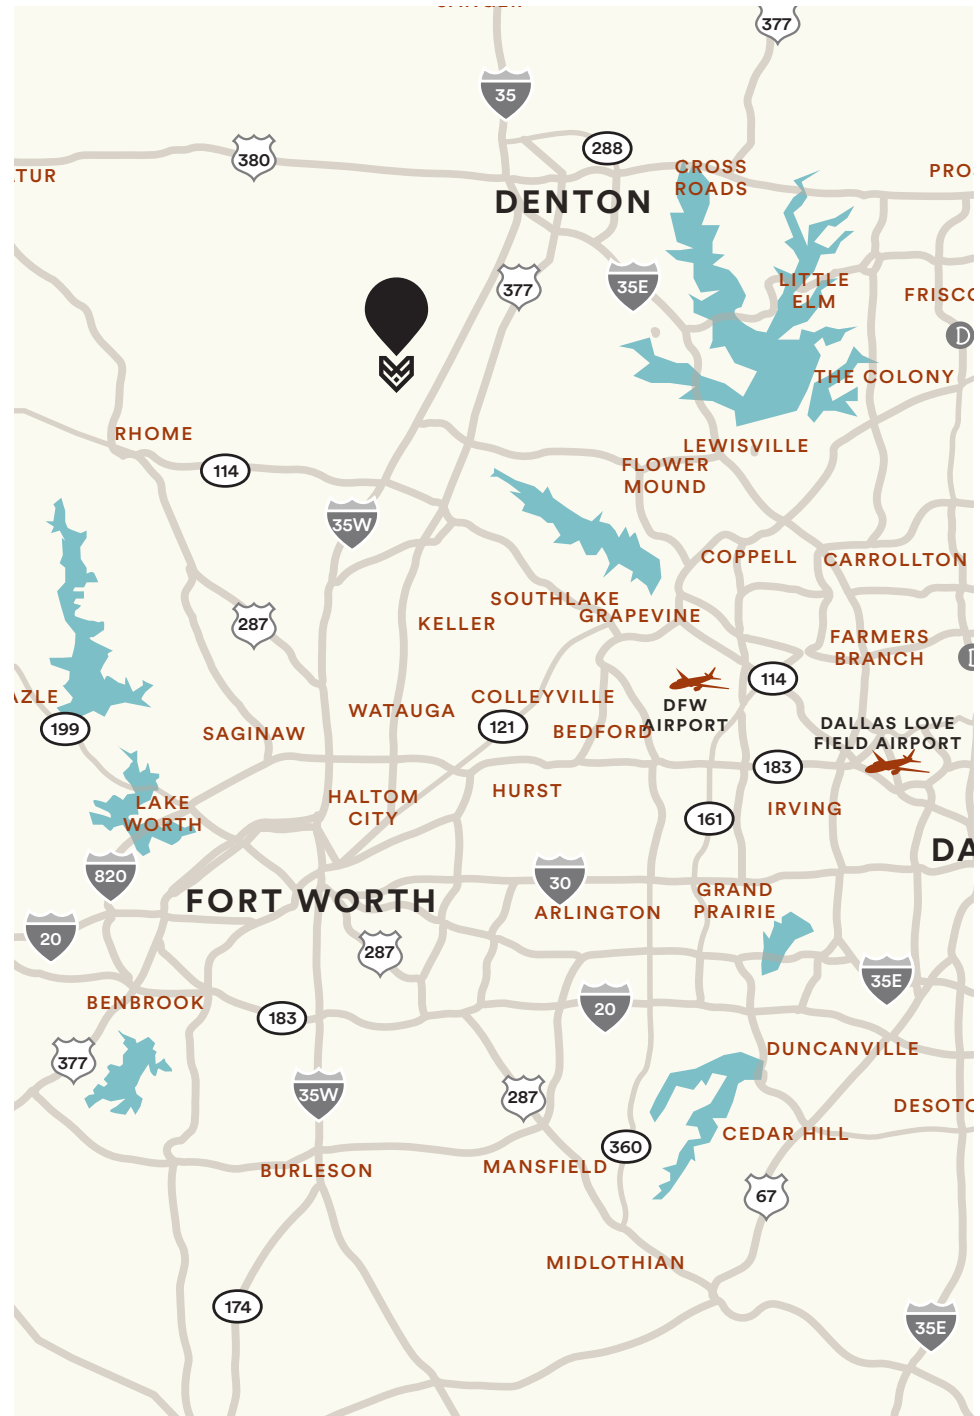 377
35
288
380
CROSS
ROADS
ATUR
PRO
DENTON
377
35E
LITTLE
ELM
FRISCO
D
THE COLONY
RHOME
LEWISVILLE
FLOWER
MOUND
114
35W
COPPELL
CARROLLTON
SOUTHLAKE
GRAPEVINE
287
KELLER
FARMERS
BRANCH
D
114
AZLE
COLLEYVILLE
WATAUGA
DFW
AIRPORT
199
SAGINAW
121
BEDFORD
DALLAS LOVE
FIELD AIRPORT
183
HURST
HALTOM
CITY
LAKE
WORTH
IRVING
161
DA
820
30
GRAND
PRAIRIE
FORT WORTH
ARLINGTON
20
287
35E
BENBROOK
183
20
377
DUNCANVILLE
35W
287
DESOTO
CEDAR HILL
360
BURLESON
MANSFIELD
67
MIDLOTHIAN
174
35E